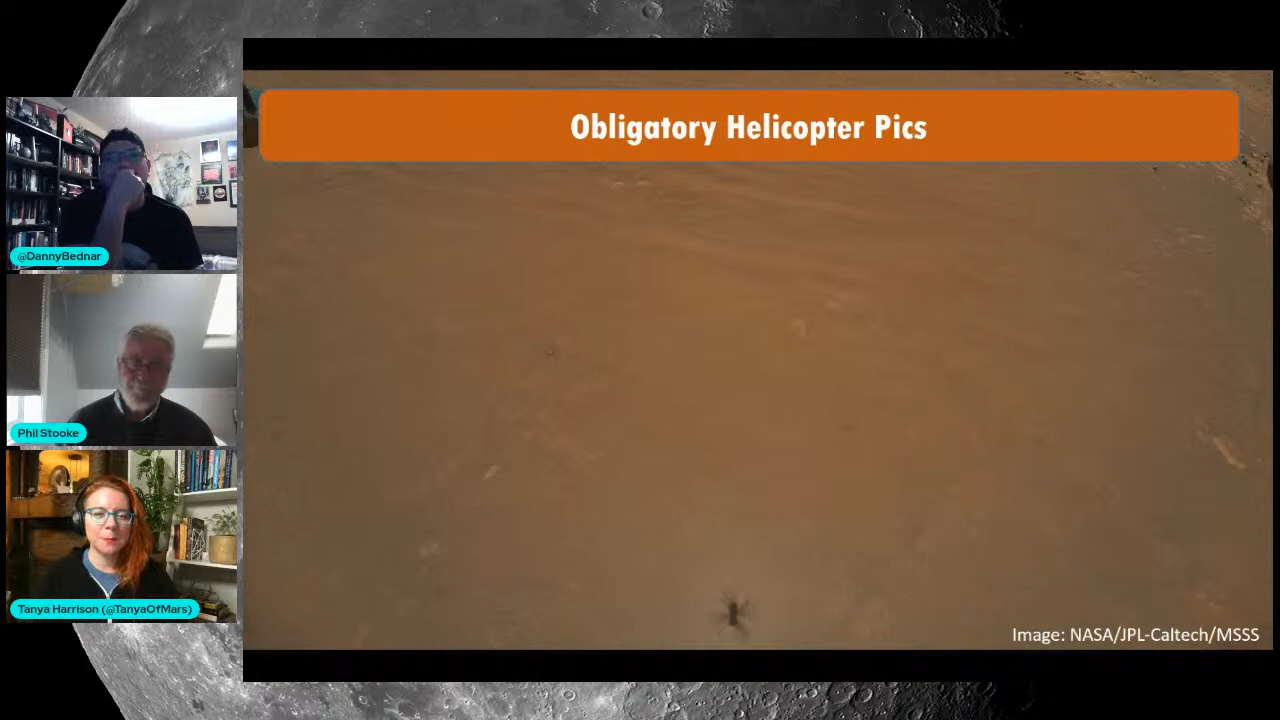 Obligatory Helicopter Pics
@DannyBednar
Phil Stooke
Tanya Harrison (@TanyaOfMars)
Image: NASA/JPL-Caltech/MSSS